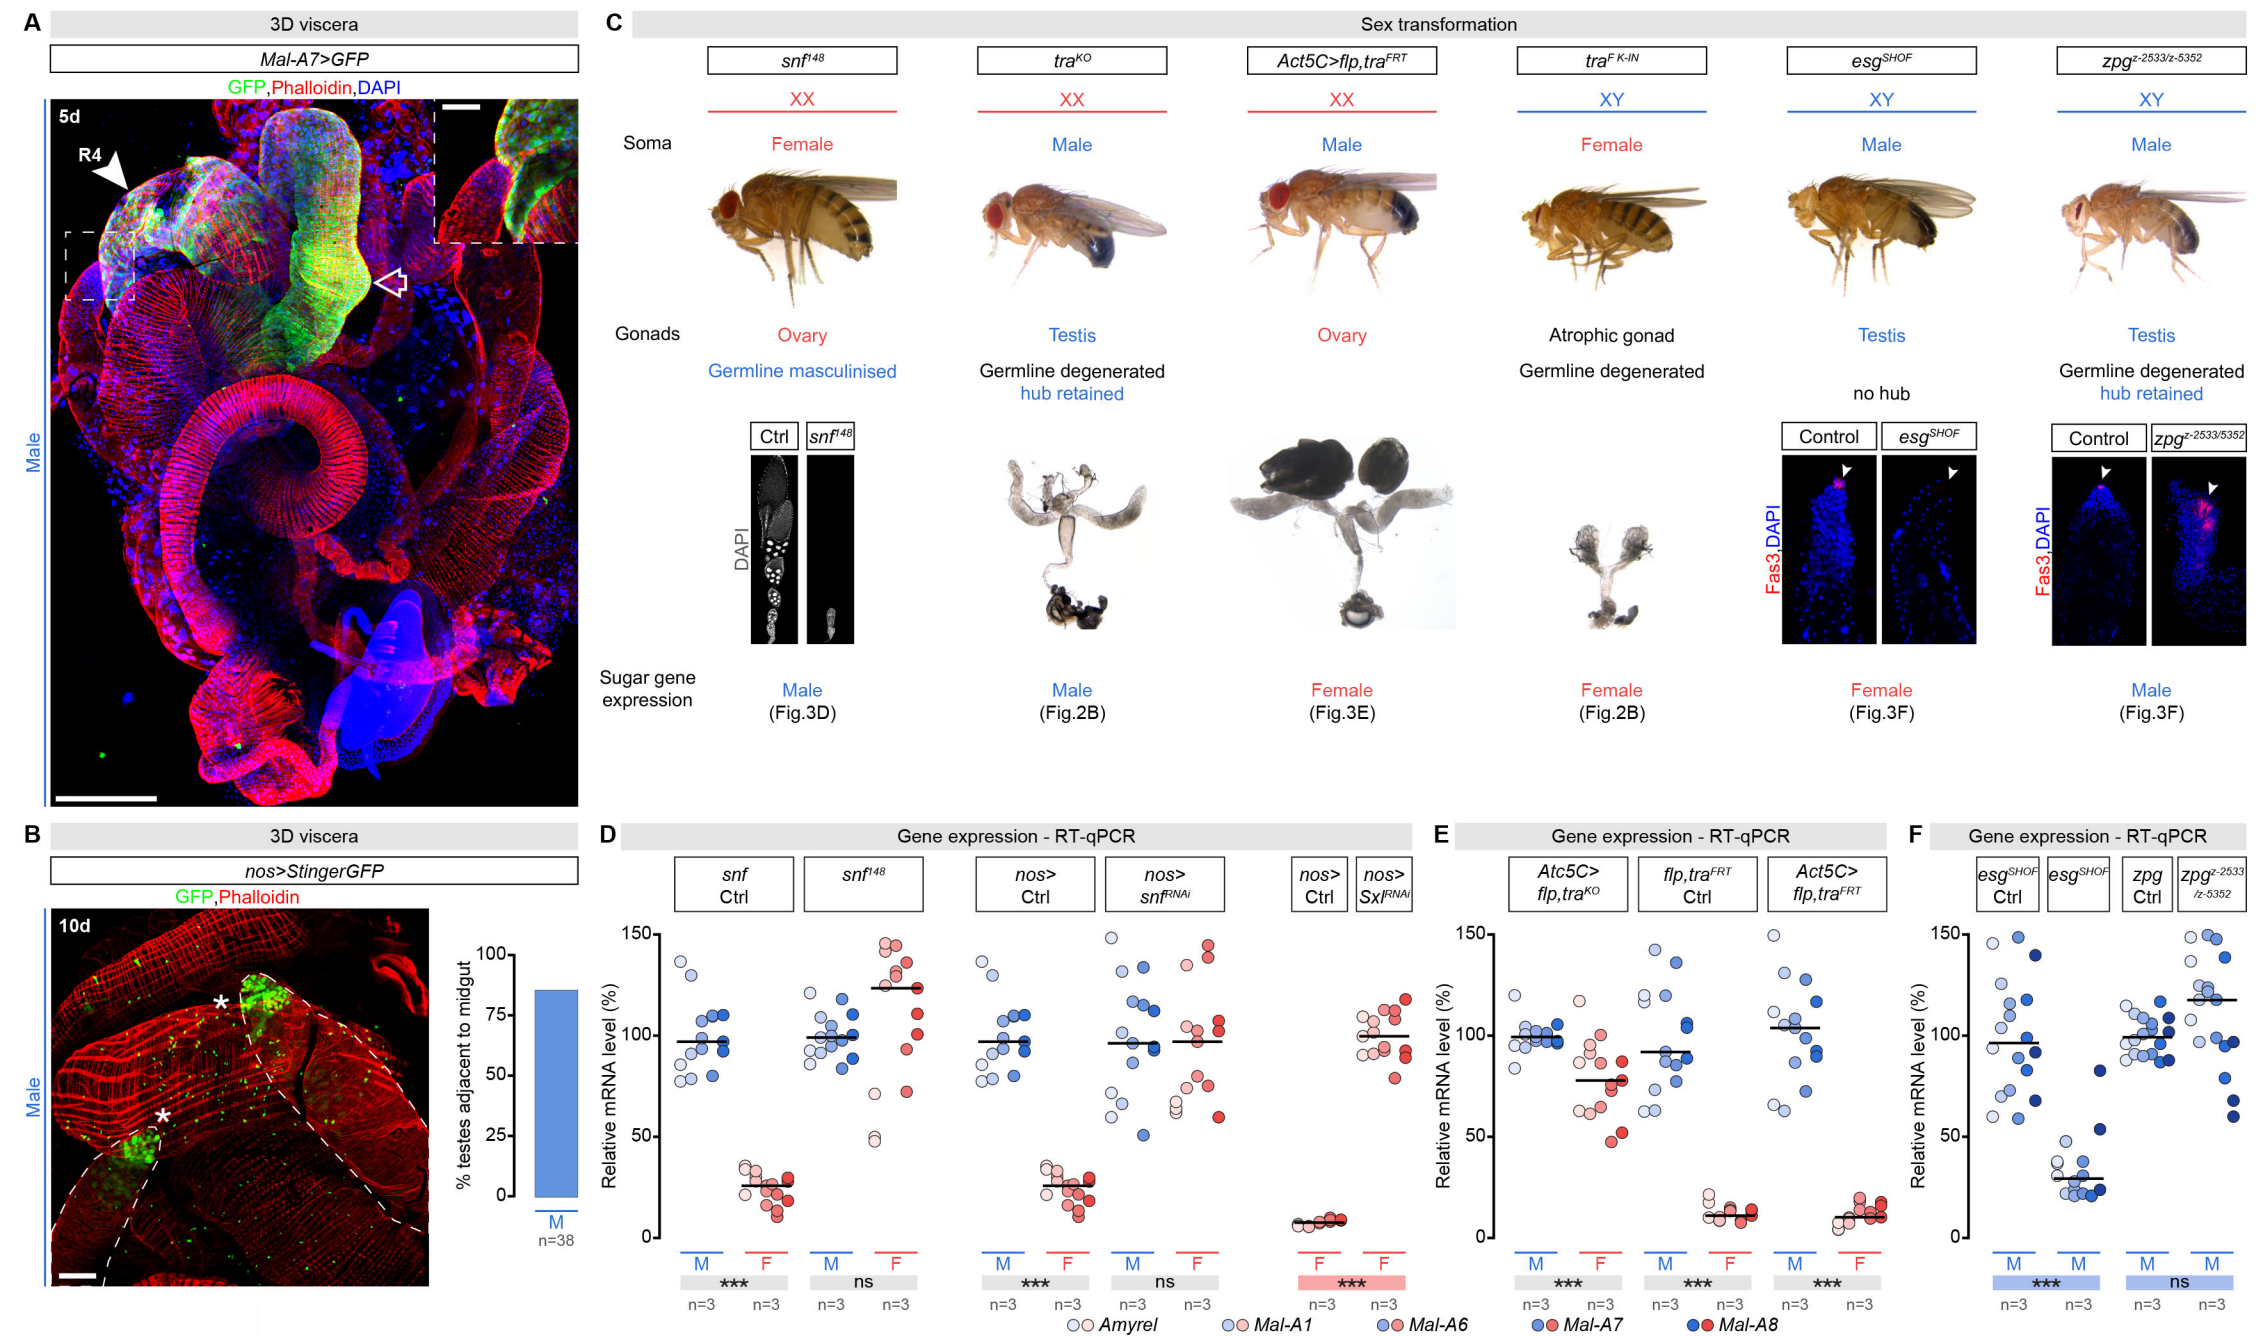 A
3D viscera
Mal-A7>GFP
GFP,Phalloidin,DAPI
5d
R4
Male
B
3D viscera
nos>StingerGFP
GFP,Phalloidin
10d
*
*
Male
% testes adjacent to midgut
100
75
50
25
0
M
n=38
C
Sex transformation
snf148
traKO
Act5C>flp,traFRT
traF K-IN
esgSHOF
zpgz-2533/z-5352
XX
XX
XX
XY
XY
XY
Soma
Female
Male
Male
Female
Male
Male
Gonads
Ovary
Testis
Ovary
Atrophic gonad
Testis
Testis
Germline masculinised
Germline degenerated
hub retained
Germline degenerated
no hub
Germline degenerated
hub retained
Ctrl
snf148
DAPI
Control
esgSHOF
Fas3,DAPI
Control
zpgz-2533/5352
Fas3,DAPI
Sugar gene
expression
Male
(Fig.3D)
Male
(Fig.2B)
Female
(Fig.3E)
Female
(Fig.2B)
Female
(Fig.3F)
Male
(Fig.3F)
D
Gene expression - RT-qPCR
snf
Ctrl
snf148
nos>
Ctrl
nos>
snfRNAi
nos>
Ctrl
nos>
SxlRNAi
Relative mRNA level (%)
150
100
50
0
M F M F M F M F F F
*** ns *** ns ***
n=3 n=3 n=3 n=3 n=3 n=3 n=3 n=3 n=3 n=3
E
Gene expression - RT-qPCR
Atc5C>
flp,traKO
flp,traFRT
Ctrl
Act5C>
flp,traFRT
Relative mRNA level (%)
150
100
50
0
M F M F M F
*** *** ***
n=3 n=3 n=3 n=3 n=3 n=3
F
Gene expression - RT-qPCR
esgSHOF
Ctrl
esgSHOF
zpg
Ctrl
zpgz-2533
/z-5352
Relative mRNA level (%)
150
100
50
0
M M M M
*** ns
n=3 n=3 n=3 n=3
Amyrel Mal-A1 Mal-A6 Mal-A7 Mal-A8